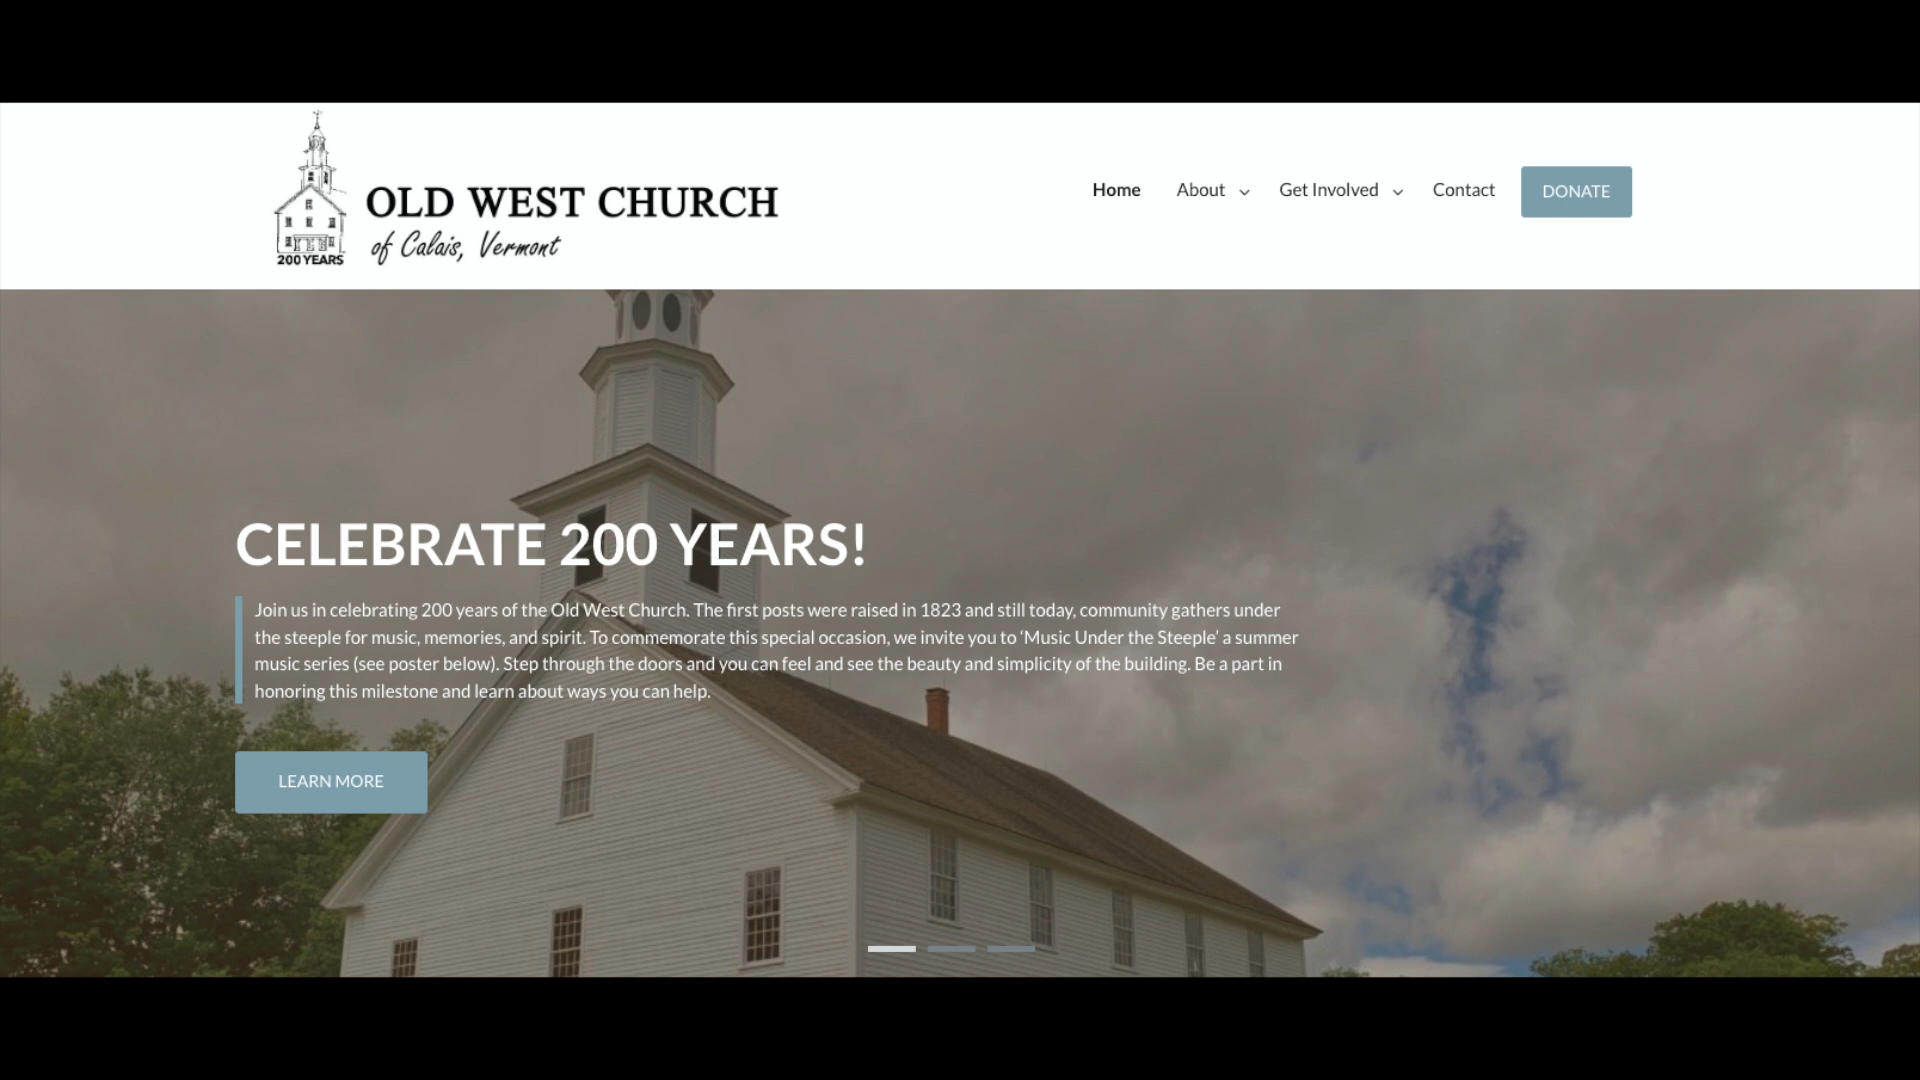 200 YEARS
OLD WEST CHURCH
of Calais, Vermont
Home
About
Get Involved
Contact
DONATE
CELEBRATE 200 YEARS!
Join us in celebrating 200 years of the Old West Church. The first posts were raised in 1823 and still today, community gathers under
the steeple for music, memories, and spirit. To commemorate this special occasion, we invite you to ‘Music Under the Steeple’ a summer
music series (see poster below). Step through the doors and you can feel and see the beauty and simplicity of the building. Be a part in
honoring this milestone and learn about ways you can help.
LEARN MORE